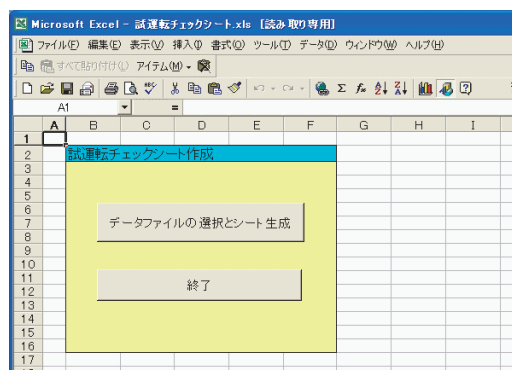 Microsoft Excel - 試運転チェックシート.xls [読み取り専用]
ファイル(F) 編集(E) 表示(V) 挿入(I) 書式(O) ツール(T) データ(D) ウィンドウ(W) ヘルプ(H)
すべて貼り付け(L) アイテム(M)
A1 =
A B C D E F G H I
1
2 試運転チェックシート作成
3
4
5
6
7 データファイルの選択とシート生成
8
9
10
11
12 終了
13
14
15
16
17